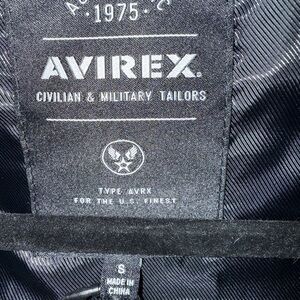 · 1975 ·
AVIREX.
CIVILIAN & MILITARY TAILORS
TYPE AVRX
FOR THE U.S. FINEST
S
MADE IN
CHINA